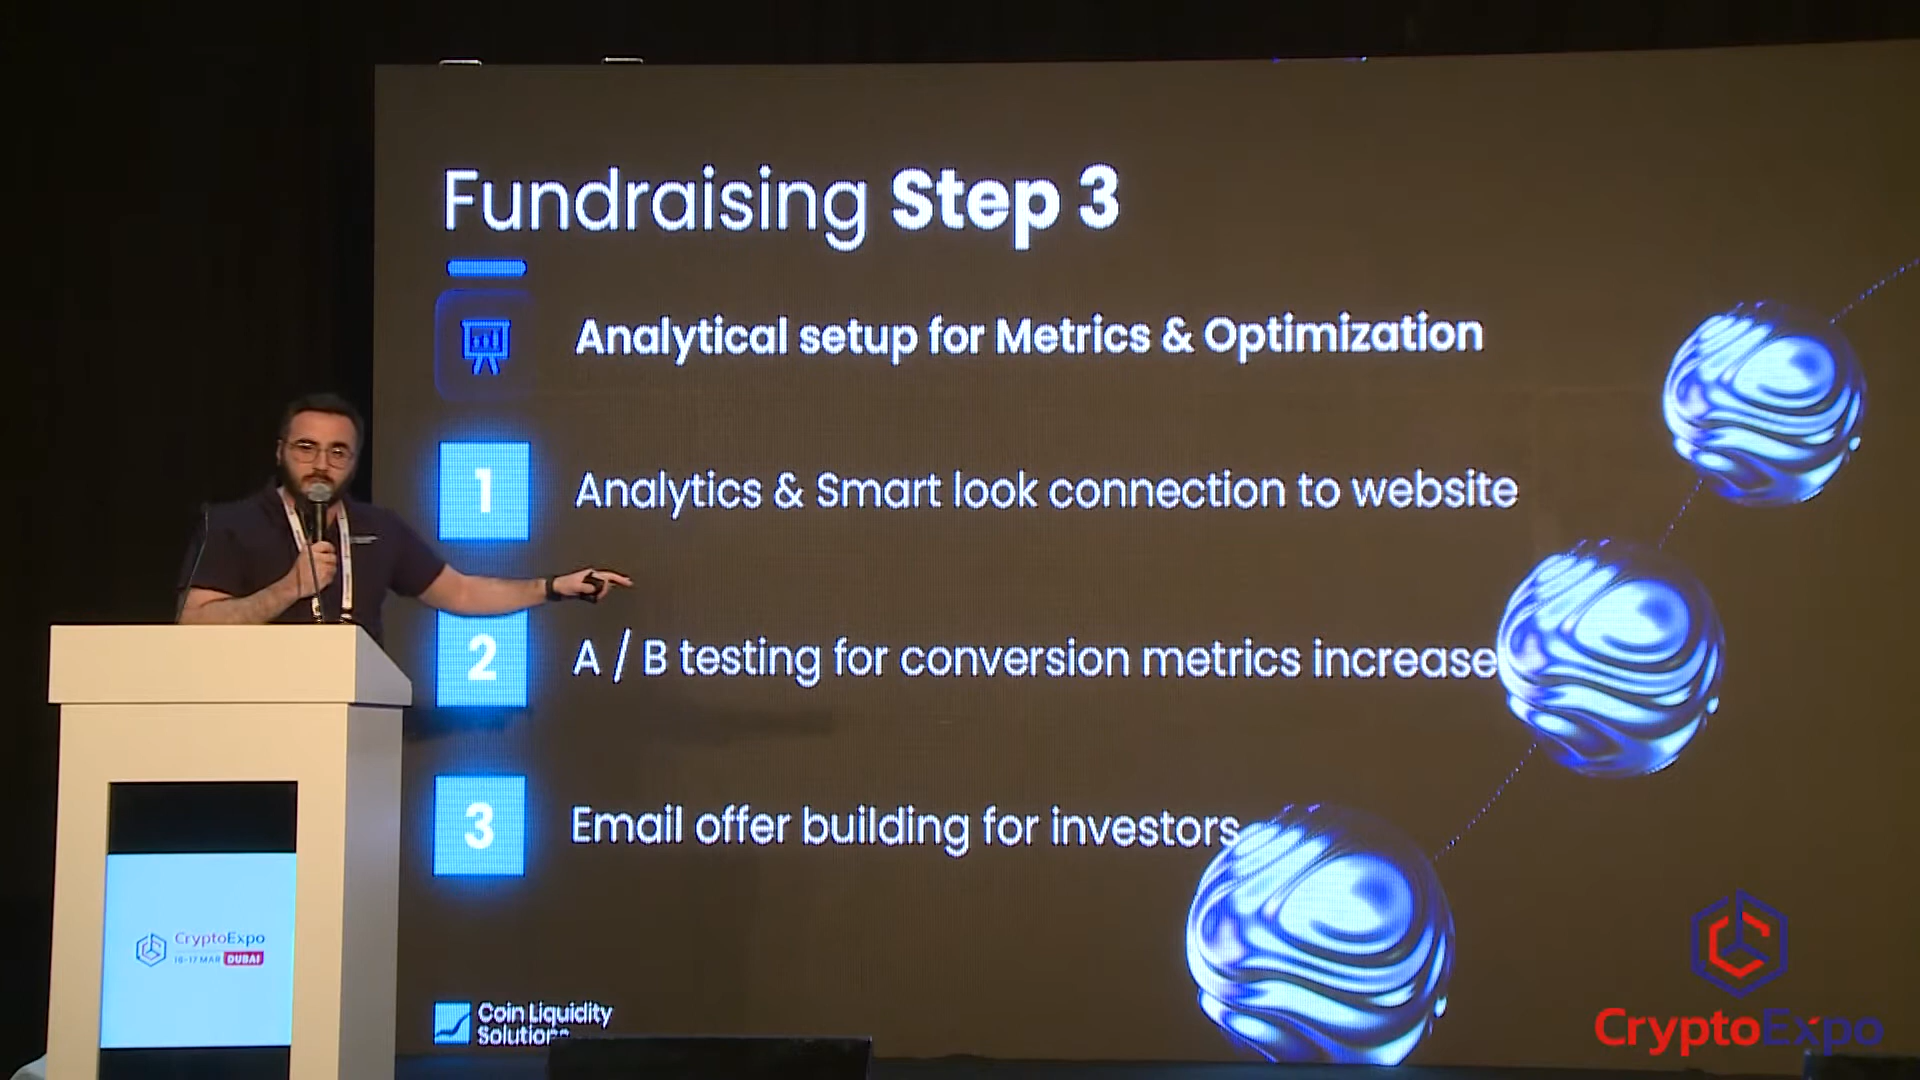 Fundraising Step 3
Analytical setup for Metrics & Optimization
1
Analytics & Smart look connection to website
2
A / B testing for conversion metrics increase
3
Email offer building for investors
Coin Liquidity
CryptoExpo
DUBAI
CryptoExpo